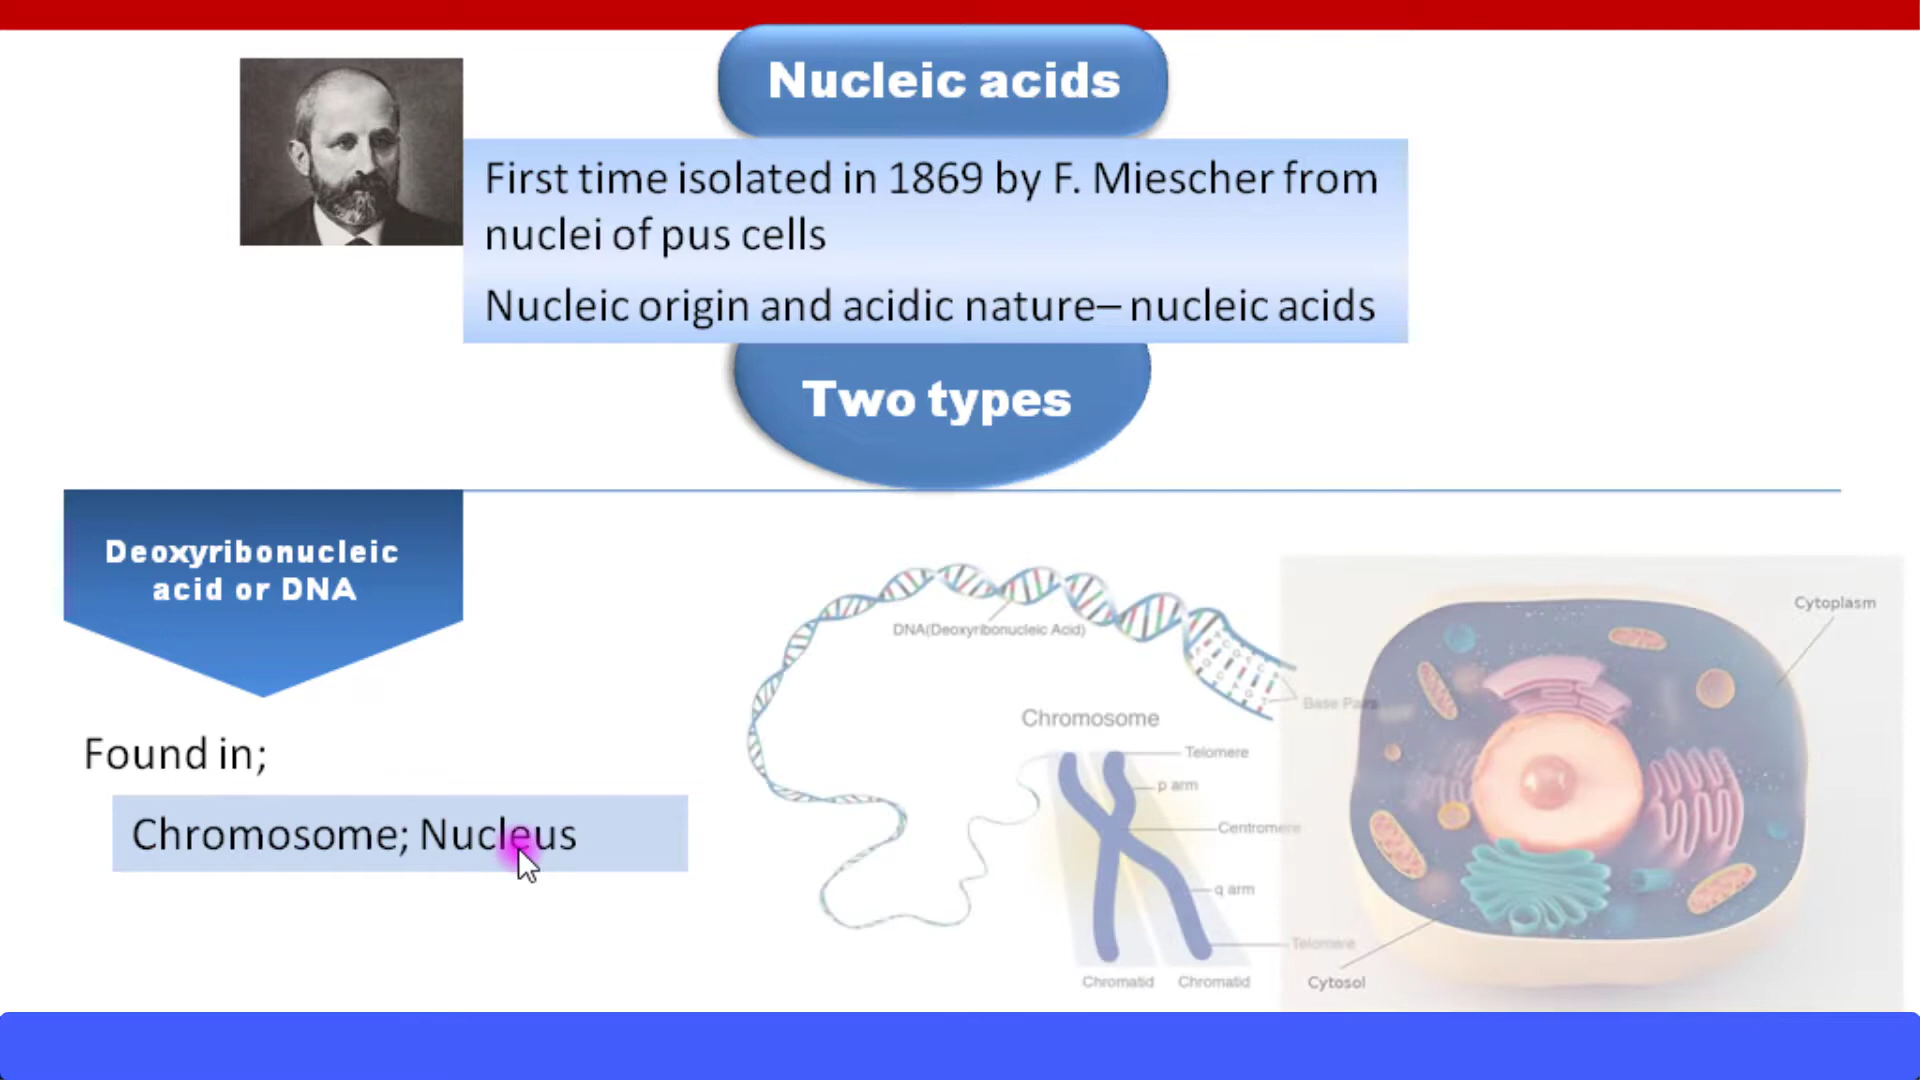 Nucleic acids
First time isolated in 1869 by F. Miescher from
nuclei of pus cells
Nucleic origin and acidic nature– nucleic acids
Two types
Deoxyribonucleic
acid or DNA
Found in;
Chromosome; Nucleus
DNA(Deoxyribonucleic Acid)
Base Pairs
Chromosome
Telomere
p arm
Centromere
q arm
Telomere
Chromatid
Chromatid
Cytoplasm
Cytosol